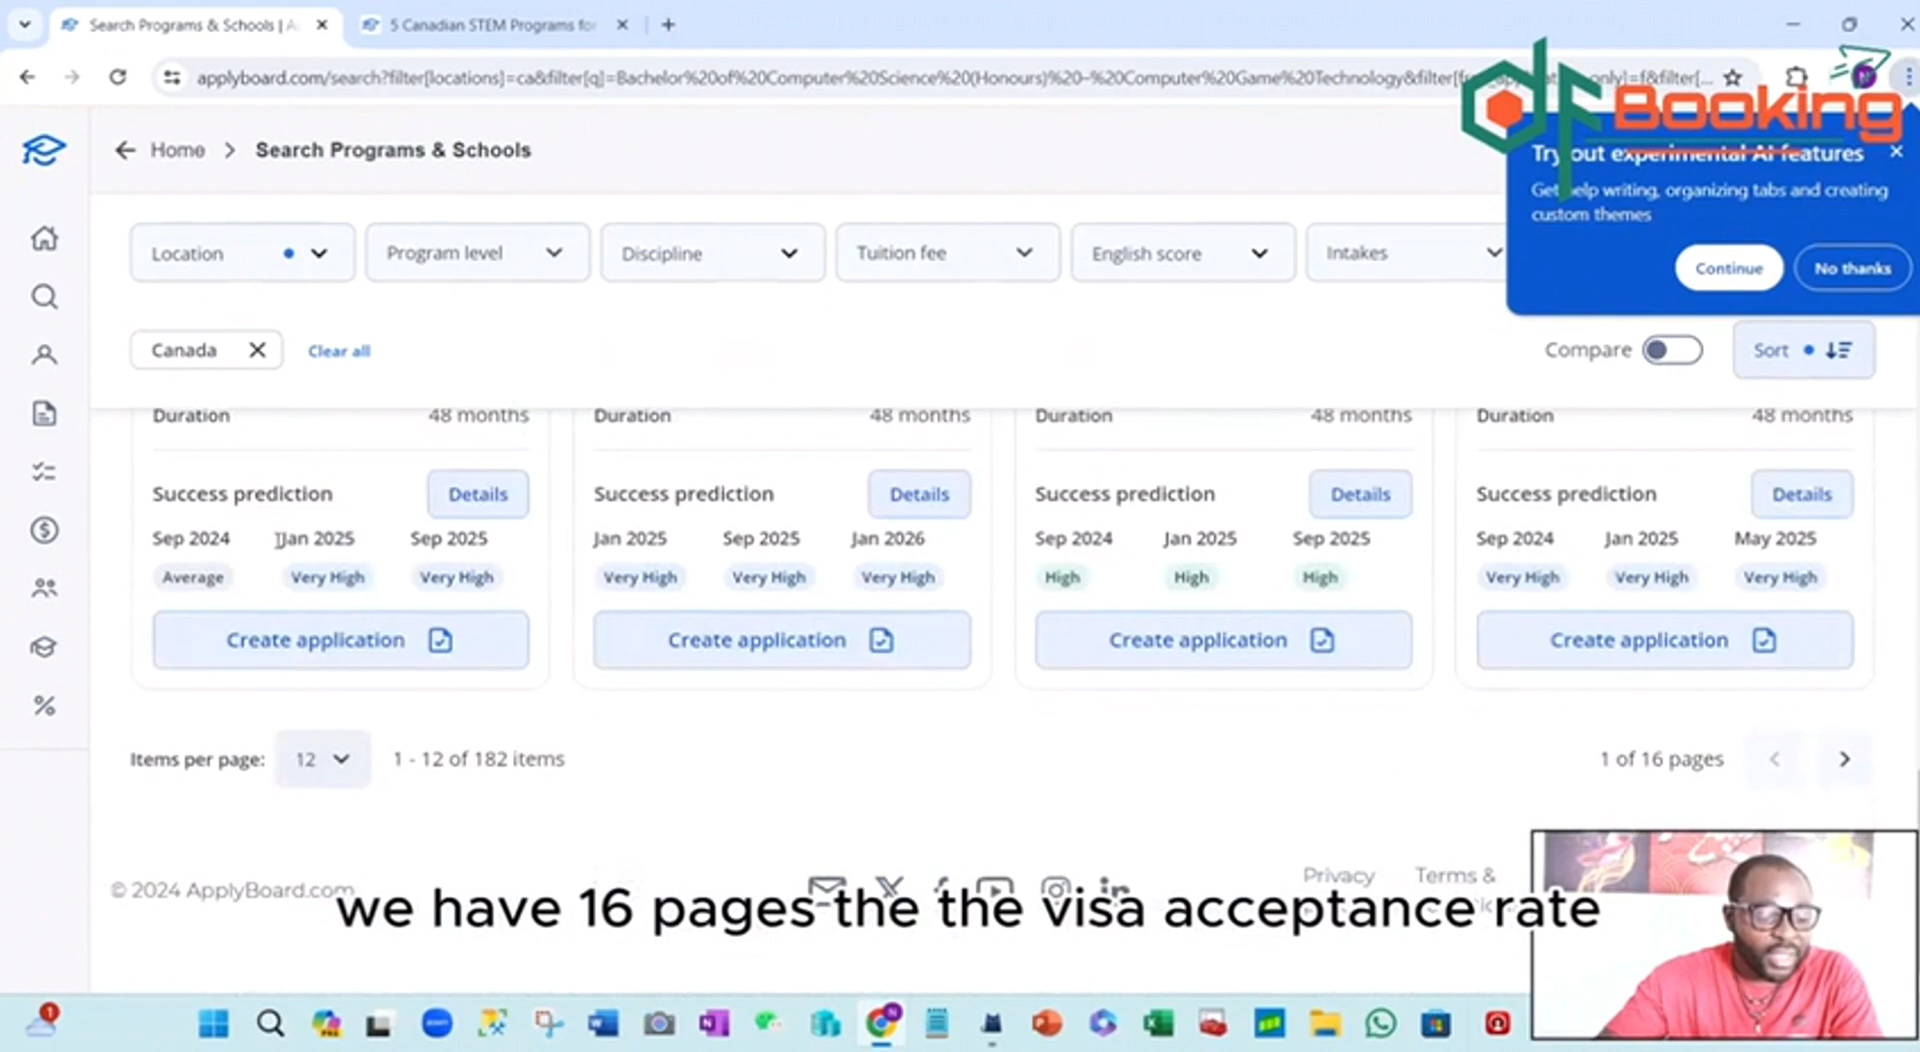 Search Programs & Schools | A
5 Canadian STEM Programs for
applyboard.com/search?filter[locations]=ca&filter[q]=Bachelor%20of%20Computer%20Science%20(Honours)%20-%20Computer%20Game%20Technology&filter[
only]=f&filter[...
DF Booking
Home > Search Programs & Schools
Try out experimental AI features
Get help writing, organizing tabs and creating
custom themes
Continue
No thanks
Location
Program level
Discipline
Tuition fee
English score
Intakes
Canada
Clear all
Compare
Sort
Duration 48 months
Success prediction Details
Sep 2024 Jan 2025 Sep 2025
Average Very High Very High
Create application
Duration 48 months
Success prediction Details
Jan 2025 Sep 2025 Jan 2026
Very High Very High Very High
Create application
Duration 48 months
Success prediction Details
Sep 2024 Jan 2025 Sep 2025
High High High
Create application
Duration 48 months
Success prediction Details
Sep 2024 Jan 2025 May 2025
Very High Very High Very High
Create application
Items per page: 12 1 - 12 of 182 items
1 of 16 pages
© 2024 ApplyBoard.com
Privacy
Terms &
we have 16 pages the the visa acceptance rate